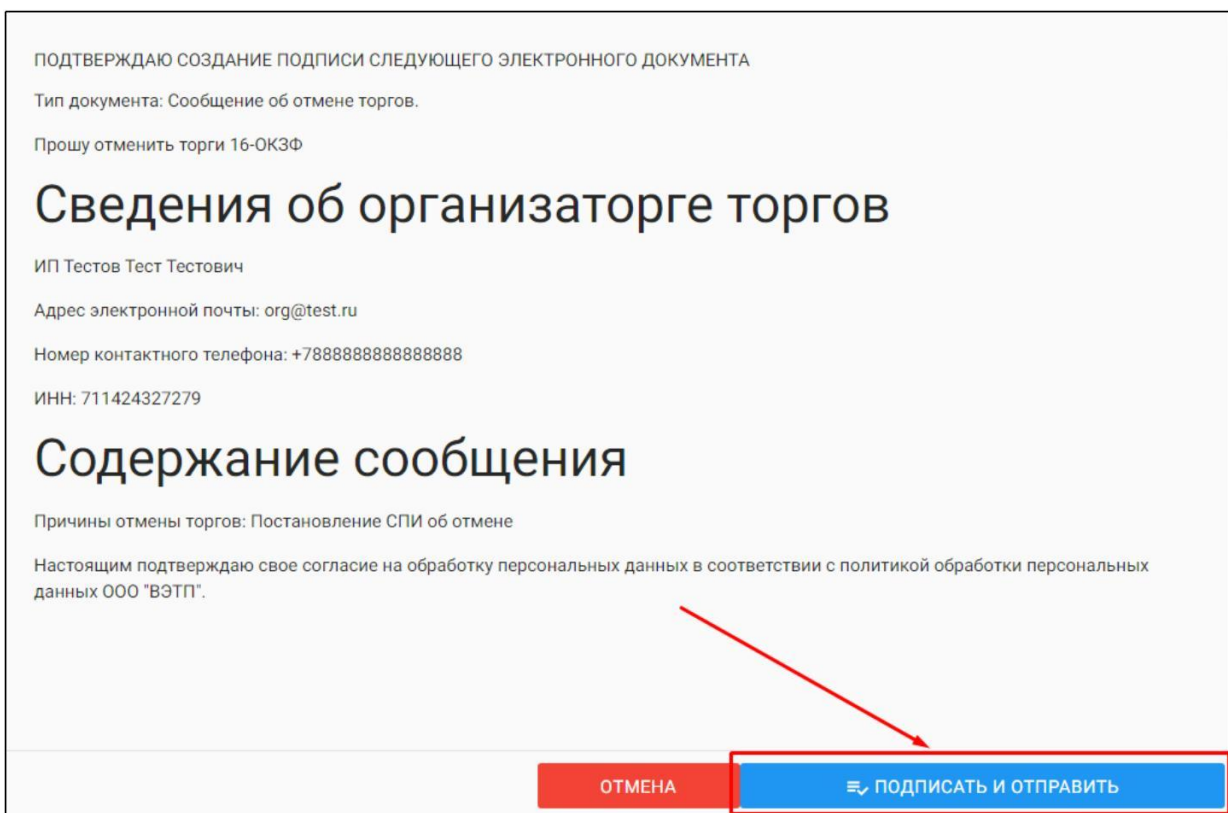 ПОДТВЕРЖДАЮ СОЗДАНИЕ ПОДПИСИ СЛЕДУЮЩЕГО ЭЛЕКТРОННОГО ДОКУМЕНТА
Тип документа: Сообщение об отмене торгов.
Прошу отменить торги 16-ОКЗФ
Сведения об организаторге торгов
ИП Тестов Тест Тестович
Адрес электронной почты: org@test.ru
Номер контактного телефона: +7888888888888888
ИНН: 711424327279
Содержание сообщения
Причины отмены торгов: Постановление СПИ об отмене
Настоящим подтверждаю свое согласие на обработку персональных данных в соответствии с политикой обработки персональных
данных ООО "ВЭТП".
ОТМЕНА
ПОДПИСАТЬ И ОТПРАВИТЬ